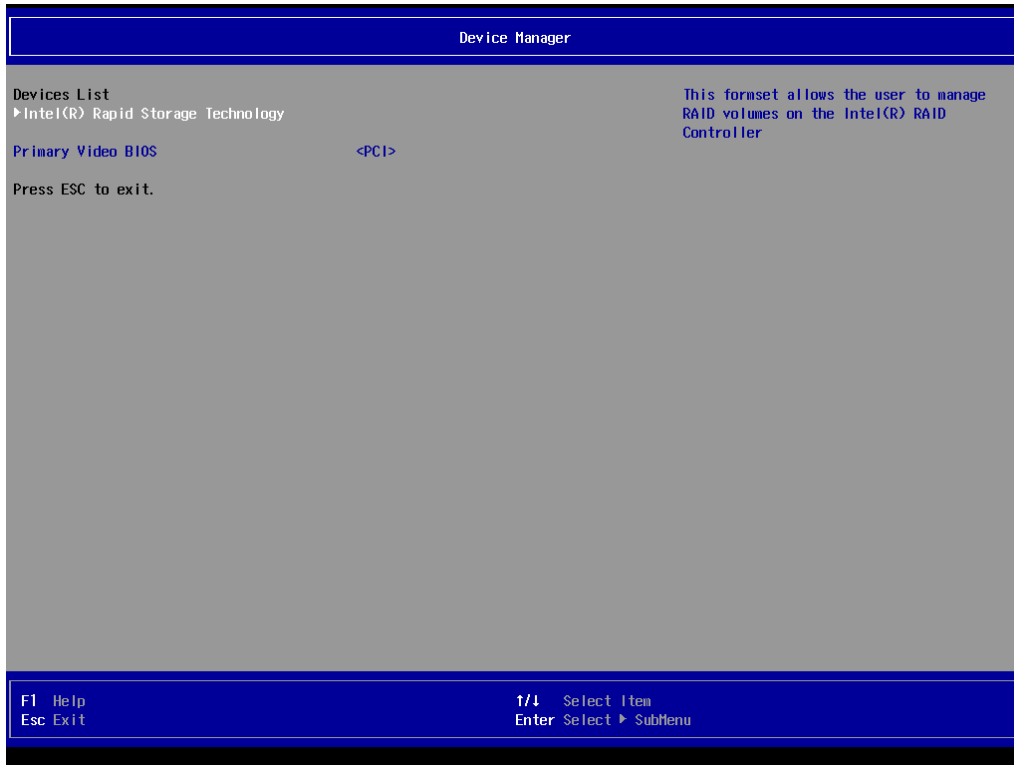 Device Manager
Devices List
▶Intel(R) Rapid Storage Technology
Primary Video BIOS <PCI>
Press ESC to exit.
This formset allows the user to manage
RAID volumes on the Intel(R) RAID
Controller
F1 Help
Esc Exit
↑/↓ Select Item
Enter Select ▶ SubMenu